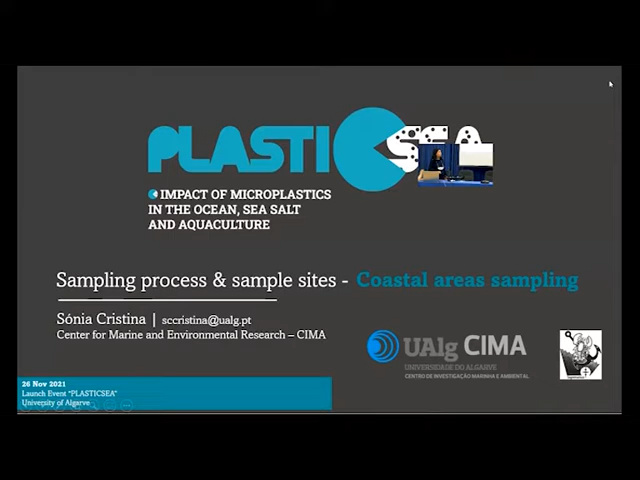 PLASTICSEA
IMPACT OF MICROPLASTICS
IN THE OCEAN, SEA SALT
AND AQUACULTURE
Sampling process & sample sites - Coastal areas sampling
Sónia Cristina | sccristina@ualg.pt
Center for Marine and Environmental Research – CIMA
UAlg CIMA
UNIVERSIDADE DO ALGARVE
CENTRO DE INVESTIGAÇÃO MARINHA E AMBIENTAL
26 Nov 2021
Launch Event "PLASTICSEA"
University of Algarve